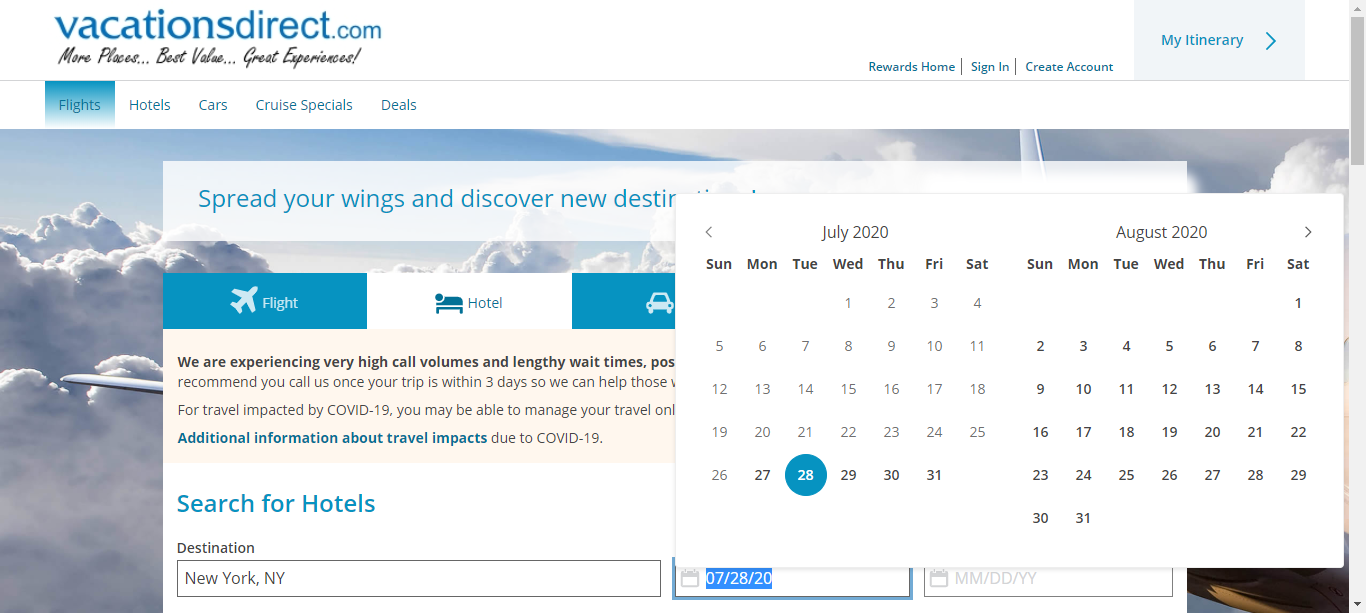 vacationsdirect.com
More Places... Best Value... Great Experiences!
My Itinerary
Rewards Home
Sign In
Create Account
Flights
Hotels
Cars
Cruise Specials
Deals
Spread your wings and discover new
Flight
Hotel
We are experiencing very high call volumes and lengthy wait times,
recommend you call us once your trip is within 3 days so we can help those
For travel impacted by COVID-19, you may be able to manage your travel
Additional information about travel impacts due to COVID-19.
Search for Hotels
Destination
New York, NY
07/28/20
MM/DD/YY
July 2020
Sun Mon Tue Wed Thu Fri Sat
1 2 3 4
5 6 7 8 9 10 11
12 13 14 15 16 17 18
19 20 21 22 23 24 25
26 27 28 29 30 31
August 2020
Sun Mon Tue Wed Thu Fri Sat
1
2 3 4 5 6 7 8
9 10 11 12 13 14 15
16 17 18 19 20 21 22
23 24 25 26 27 28 29
30 31